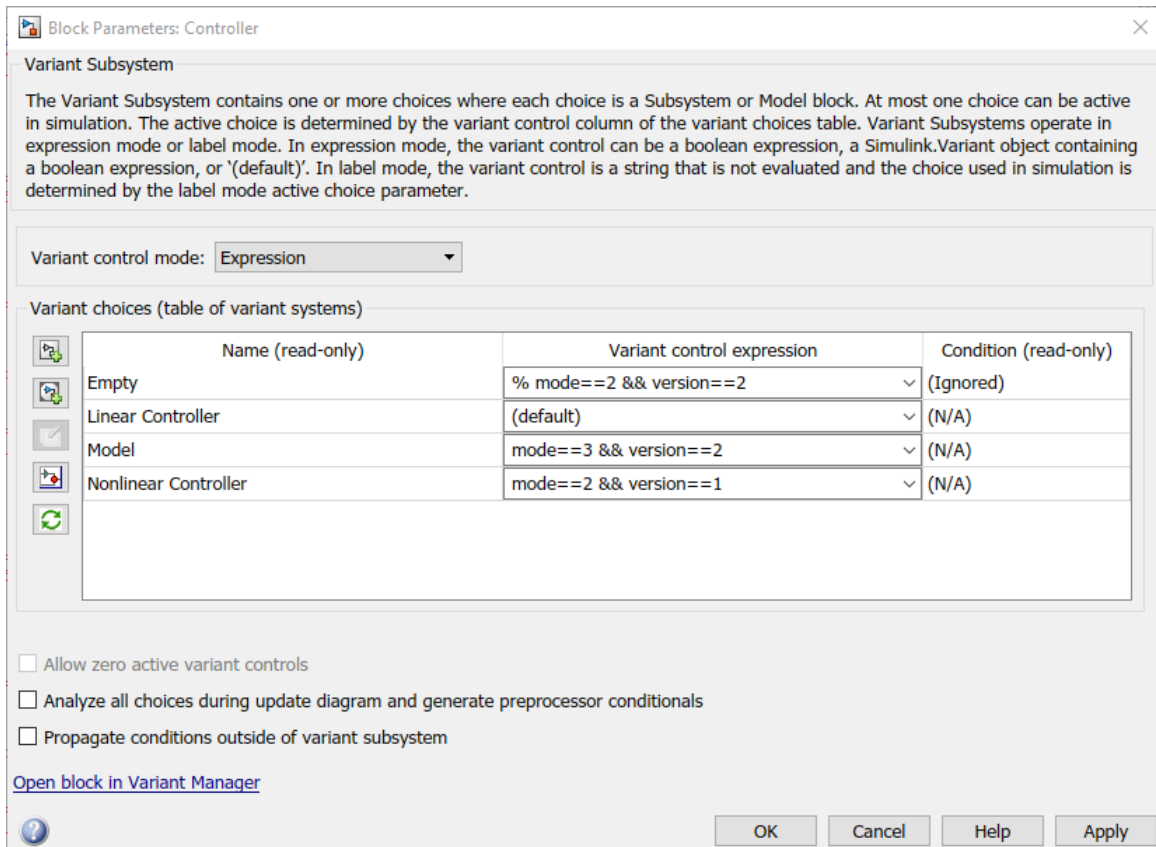 Block Parameters: Controller
Variant Subsystem
The Variant Subsystem contains one or more choices where each choice is a Subsystem or Model block. At most one choice can be active
in simulation. The active choice is determined by the variant control column of the variant choices table. Variant Subsystems operate in
expression mode or label mode. In expression mode, the variant control can be a boolean expression, a Simulink.Variant object containing
a boolean expression, or '(default)'. In label mode, the variant control is a string that is not evaluated and the choice used in simulation is
determined by the label mode active choice parameter.
Variant control mode: Expression
Variant choices (table of variant systems)
Name (read-only) Variant control expression Condition (read-only)
Empty % mode==2 && version==2 (Ignored)
Linear Controller (default) (N/A)
Model mode==3 && version==2 (N/A)
Nonlinear Controller mode==2 && version==1 (N/A)
Allow zero active variant controls
Analyze all choices during update diagram and generate preprocessor conditionals
Propagate conditions outside of variant subsystem
Open block in Variant Manager
OK Cancel Help Apply